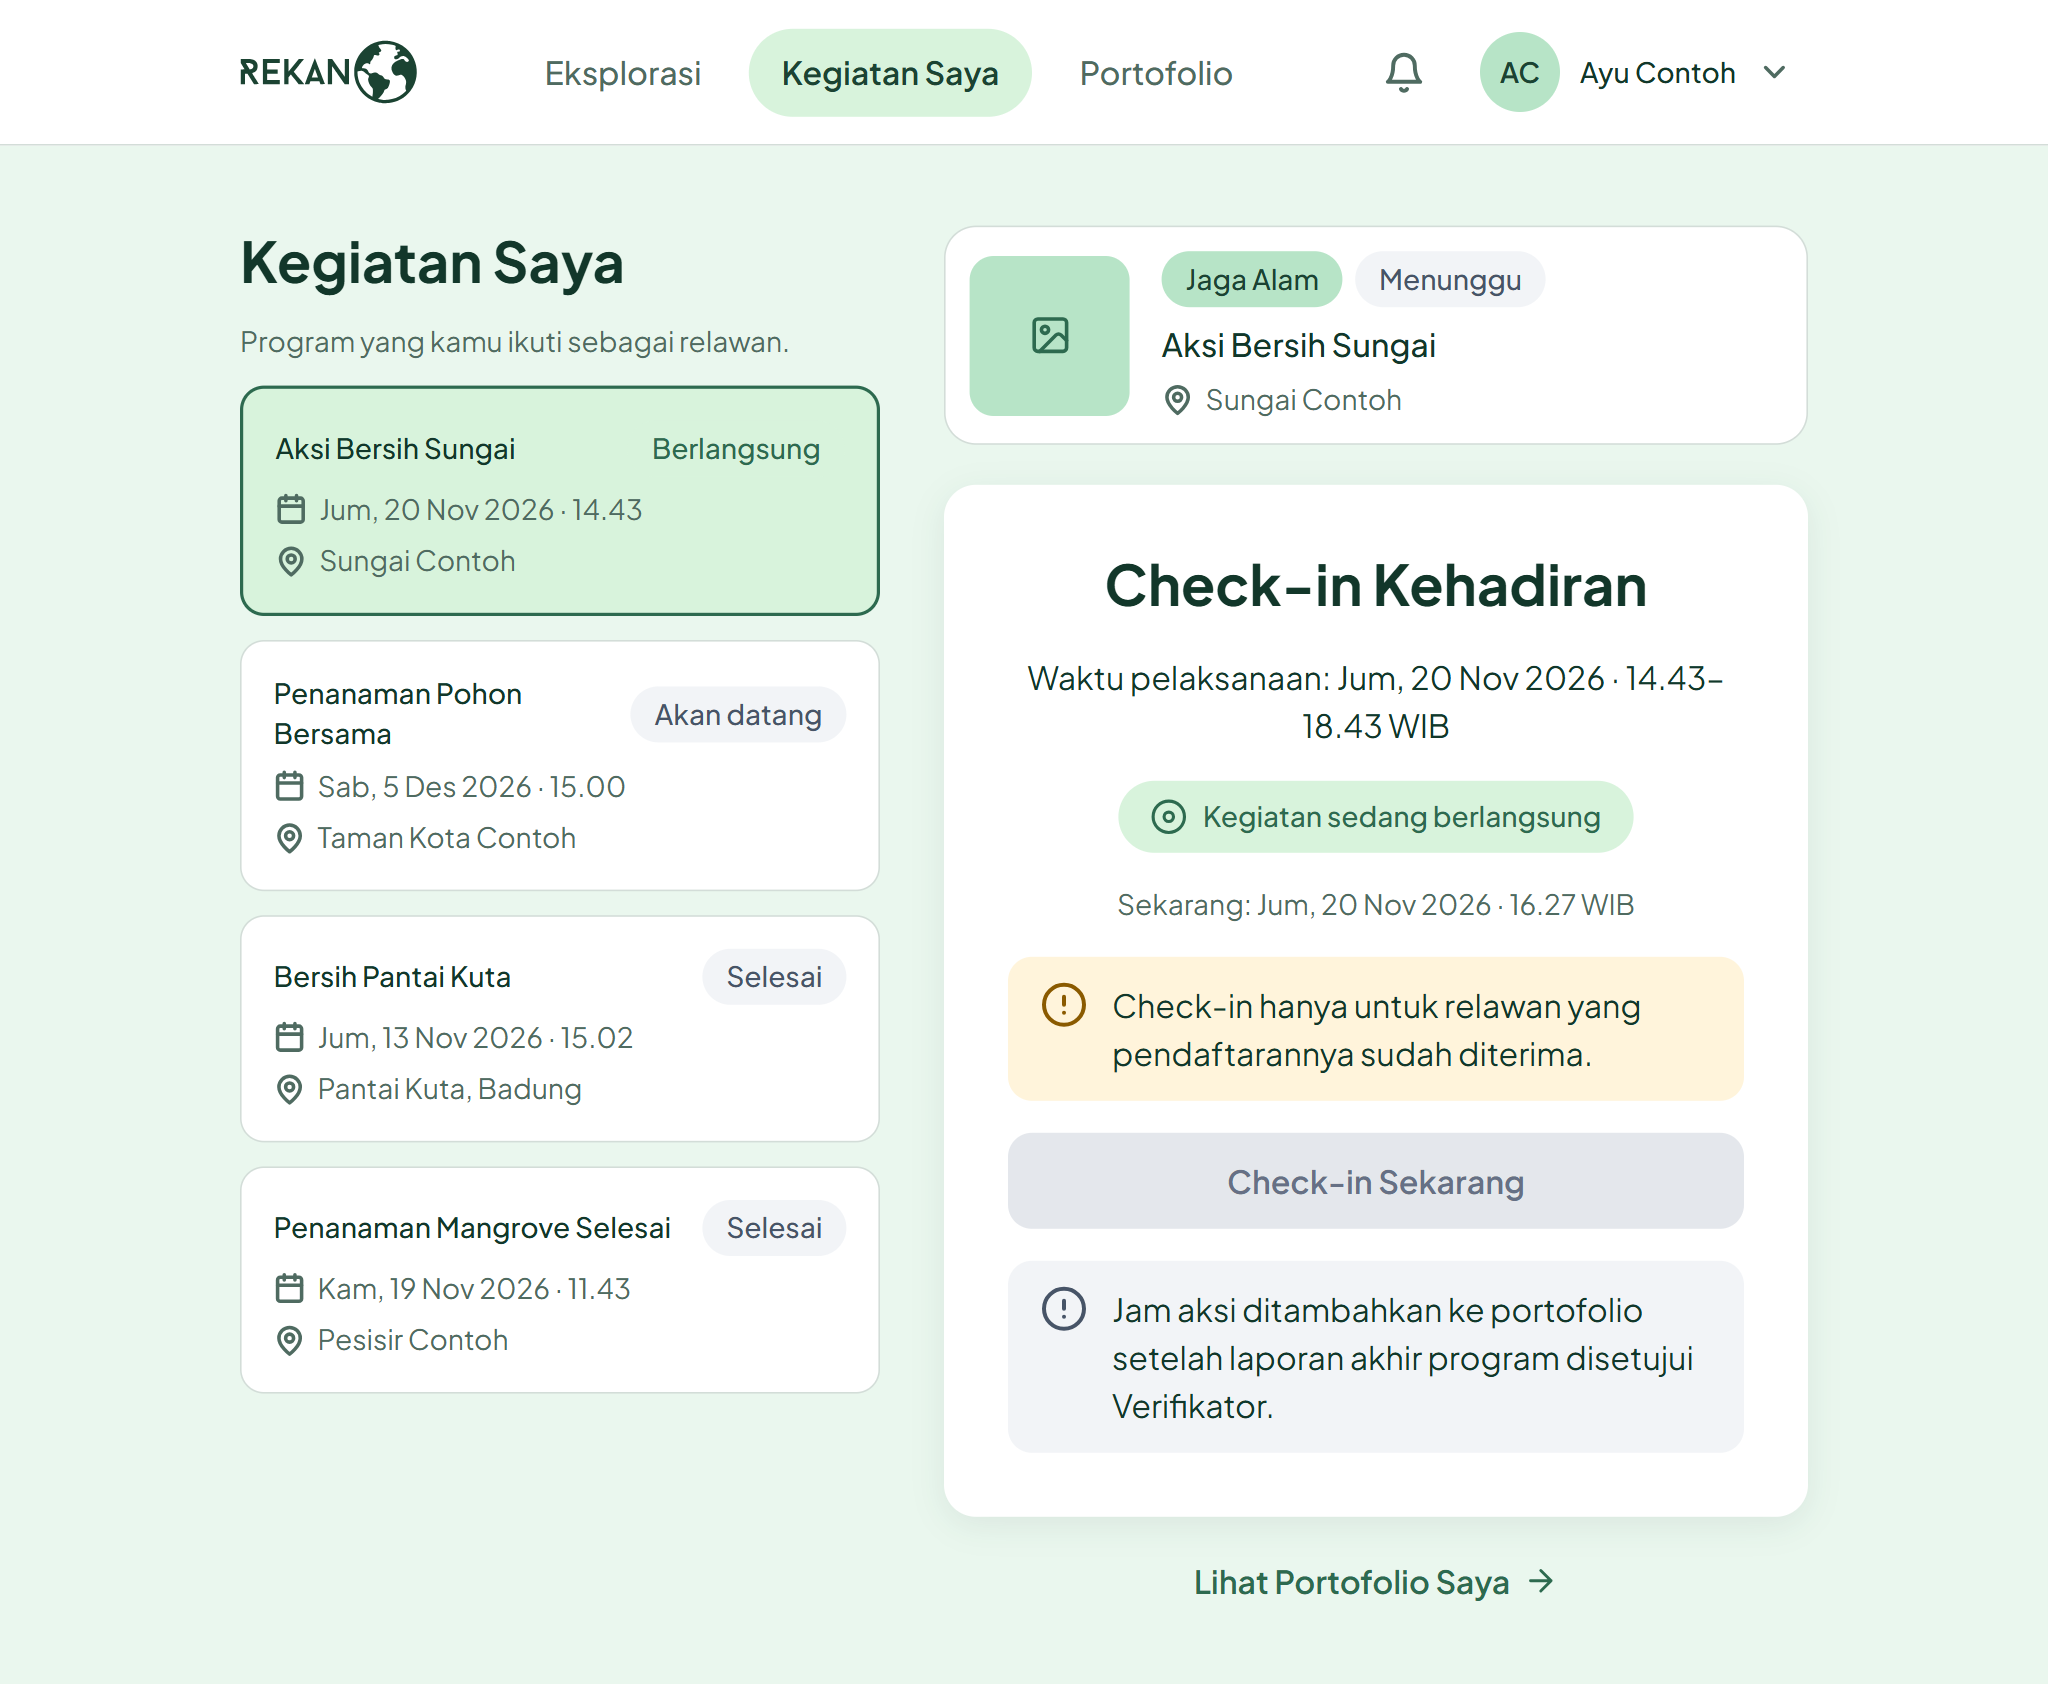 REKAN
Eksplorasi
Kegiatan Saya
Portofolio
AC
Ayu Contoh
Kegiatan Saya
Program yang kamu ikuti sebagai relawan.
Aksi Bersih Sungai
Berlangsung
Jum, 20 Nov 2026 · 14.43
Sungai Contoh
Penanaman Pohon
Bersama
Akan datang
Sab, 5 Des 2026 · 15.00
Taman Kota Contoh
Bersih Pantai Kuta
Selesai
Jum, 13 Nov 2026 · 15.02
Pantai Kuta, Badung
Penanaman Mangrove Selesai
Selesai
Kam, 19 Nov 2026 · 11.43
Pesisir Contoh
Jaga Alam
Menunggu
Aksi Bersih Sungai
Sungai Contoh
Check-in Kehadiran
Waktu pelaksanaan: Jum, 20 Nov 2026 · 14.43–
18.43 WIB
Kegiatan sedang berlangsung
Sekarang: Jum, 20 Nov 2026 · 16.27 WIB
Check-in hanya untuk relawan yang
pendaftarannya sudah diterima.
Check-in Sekarang
Jam aksi ditambahkan ke portofolio
setelah laporan akhir program disetujui
Verifikator.
Lihat Portofolio Saya